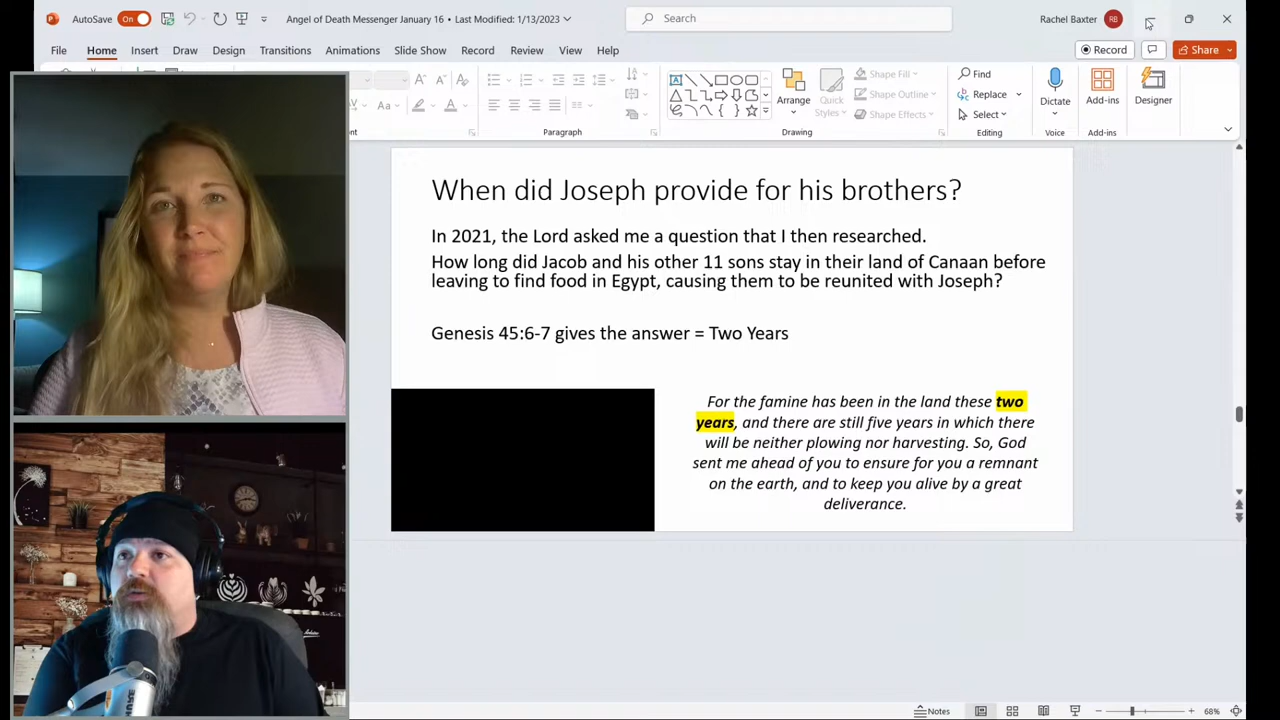 AutoSave On Angel of Death Messenger January 16 • Last Modified: 1/13/2023 Search Rachel Baxter RB
File Home Insert Draw Design Transitions Animations Slide Show Record Review View Help Record Share
Aa
Paragraph
Arrange
Quick Styles
Shape Fill
Shape Outline
Shape Effects
Drawing
Find
Replace
Select
Editing
Dictate
Voice
Add-ins
Add-ins
Designer
When did Joseph provide for his brothers?
In 2021, the Lord asked me a question that I then researched.
How long did Jacob and his other 11 sons stay in their land of Canaan before
leaving to find food in Egypt, causing them to be reunited with Joseph?
Genesis 45:6-7 gives the answer = Two Years
For the famine has been in the land these two
years, and there are still five years in which there
will be neither plowing nor harvesting. So, God
sent me ahead of you to ensure for you a remnant
on the earth, and to keep you alive by a great
deliverance.
Notes 68%